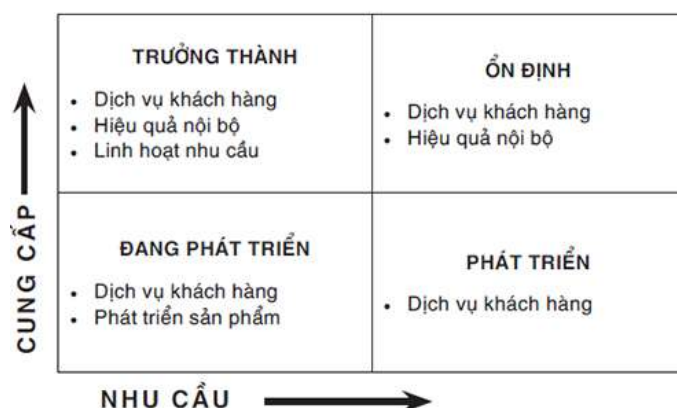 TRƯỞNG THÀNH
• Dịch vụ khách hàng
• Hiệu quả nội bộ
• Linh hoạt nhu cầu
ỔN ĐỊNH
• Dịch vụ khách hàng
• Hiệu quả nội bộ
ĐANG PHÁT TRIỂN
• Dịch vụ khách hàng
• Phát triển sản phẩm
PHÁT TRIỂN
• Dịch vụ khách hàng
CUNG CẤP
NHU CẦU